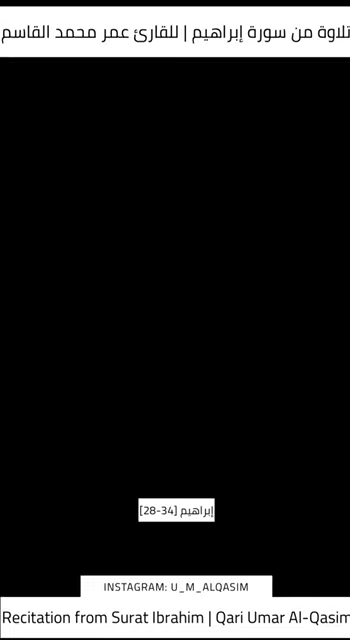 تلاوة من سورة إبراهيم | للقارئ عمر محمد القاسم
إبراهيم [28-34]
INSTAGRAM: U_M_ALQASIM
Recitation from Surat Ibrahim | Qari Umar Al-Qasim